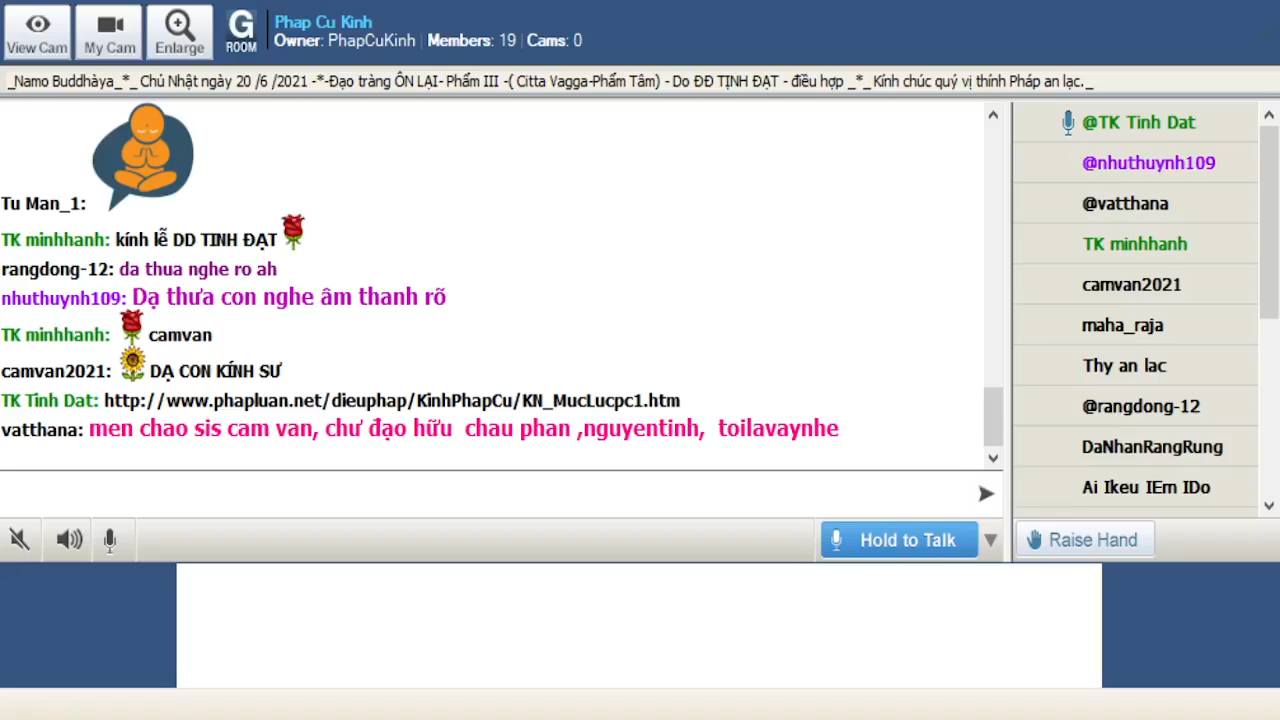 View Cam
My Cam
Enlarge
G
ROOM
Phap Cu Kinh
Owner: PhapCuKinh | Members: 19 | Cams: 0
_Namo Buddhàya_*_ Chủ Nhật ngày 20 /6 /2021 -*-Đạo tràng ÔN LẠI- Phẩm III -( Citta Vagga-Phẩm Tâm) - Do ĐĐ TỊNH ĐẠT - điều hợp _*_Kính chúc quý vị thính Pháp an lạc._
Tu Man_1:
TK minhhanh: kính lễ DD TINH ĐẠT
rangdong-12: da thua nghe ro ah
nhuthuynh109: Dạ thưa con nghe âm thanh rõ
TK minhhanh: camvan
camvan2021: DẠ CON KÍNH SƯ
TK Tinh Dat: http://www.phapluan.net/dieuphap/KinhPhapCu/KN_MucLucpc1.htm
vatthana: men chao sis cam van, chư đạo hữu  chau phan ,nguyentinh,  toilavaynhe
@TK Tinh Dat
@nhuthuynh109
@vatthana
TK minhhanh
camvan2021
maha_raja
Thy an lac
@rangdong-12
DaNhanRangRung
Ai Ikeu IEm IDo
Hold to Talk
Raise Hand